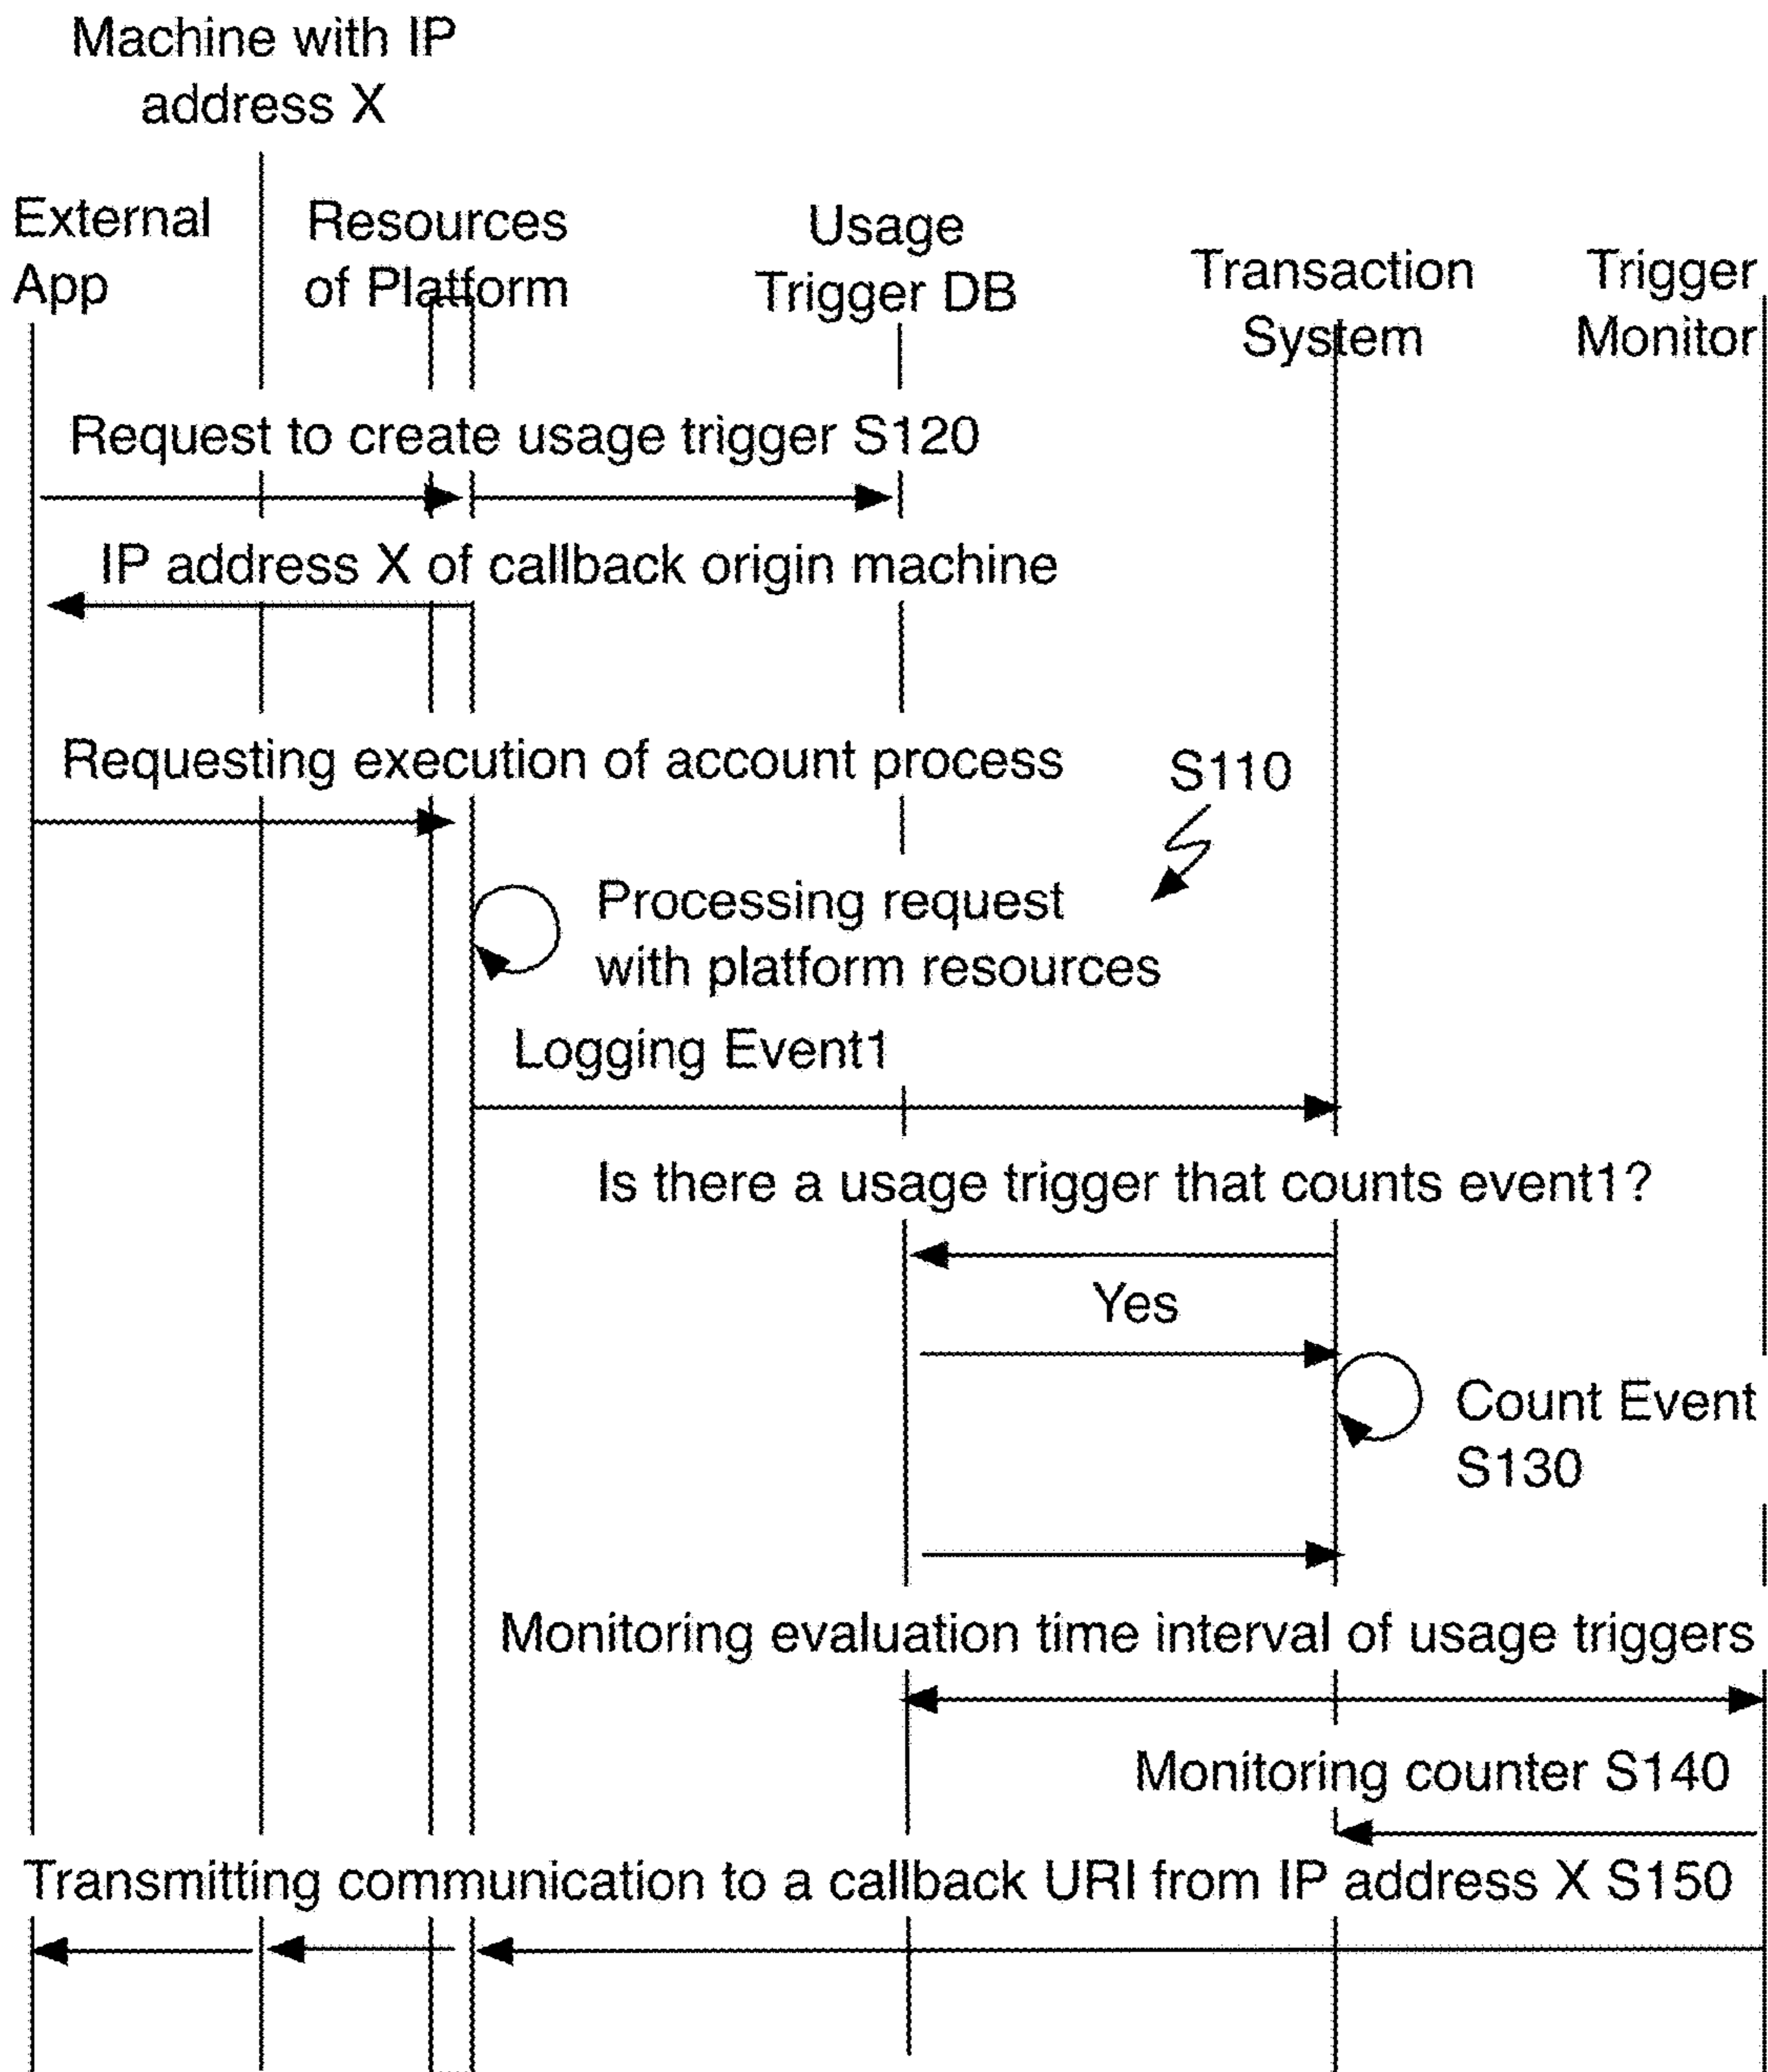 Machine with IP
address X
External
App
Resources
of Platform
Usage
Trigger DB
Transaction
System
Trigger
Monitor
Request to create usage trigger S120
IP address X of callback origin machine
Requesting execution of account process
S110
Processing request
with platform resources
Logging Event1
Is there a usage trigger that counts event1?
Yes
Count Event
S130
Monitoring evaluation time interval of usage triggers
Monitoring counter S140
Transmitting communication to a callback URI from IP address X S150